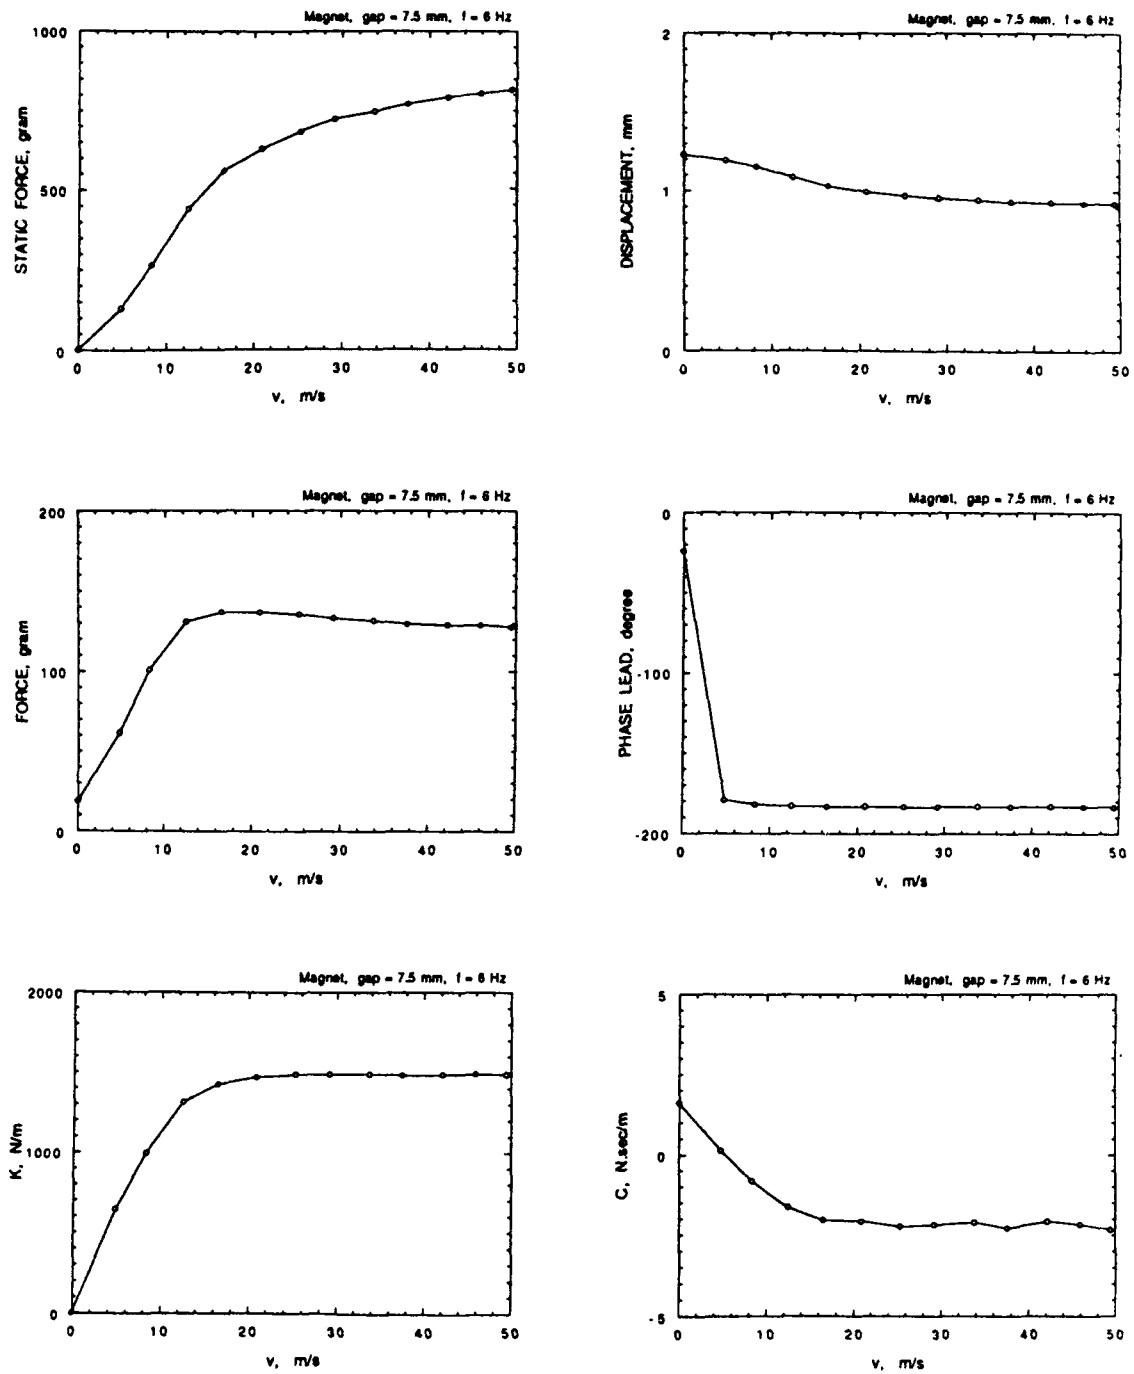 Magnet, gap = 7.5 mm, f = 6 Hz
1000
500
0
STATIC FORCE, gram
0 10 20 30 40 50
v, m/s
Magnet, gap = 7.5 mm, f = 6 Hz
2
1
0
DISPLACEMENT, mm
0 10 20 30 40 50
v, m/s
Magnet, gap = 7.5 mm, f = 6 Hz
200
100
0
FORCE, gram
0 10 20 30 40 50
v, m/s
Magnet, gap = 7.5 mm, f = 6 Hz
0
-100
-200
PHASE LEAD, degree
0 10 20 30 40 50
v, m/s
Magnet, gap = 7.5 mm, f = 6 Hz
2000
1000
0
K, N/m
0 10 20 30 40 50
v, m/s
Magnet, gap = 7.5 mm, f = 6 Hz
5
0
-5
C, N.sec/m
0 10 20 30 40 50
v, m/s